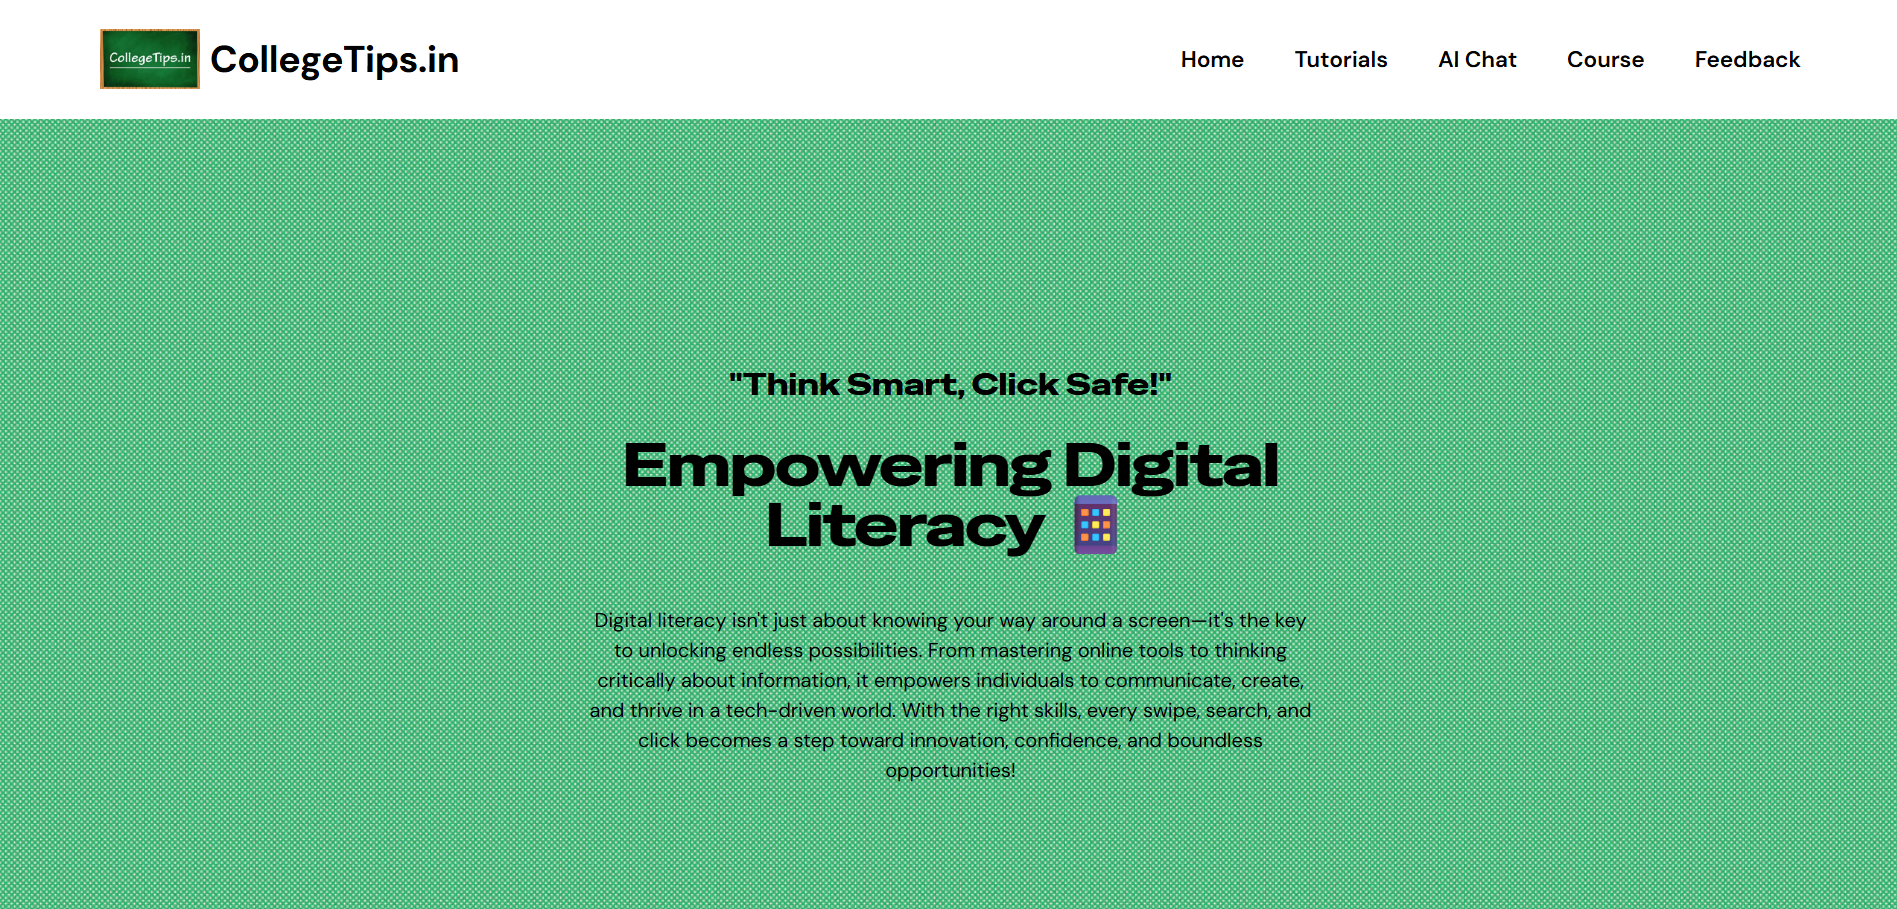 CollegeTips.in
CollegeTips.in
Home
Tutorials
AI Chat
Course
Feedback
"Think Smart, Click Safe!"
Empowering Digital
Literacy
Digital literacy isn't just about knowing your way around a screen—it's the key
to unlocking endless possibilities. From mastering online tools to thinking
critically about information, it empowers individuals to communicate, create,
and thrive in a tech-driven world. With the right skills, every swipe, search, and
click becomes a step toward innovation, confidence, and boundless
opportunities!